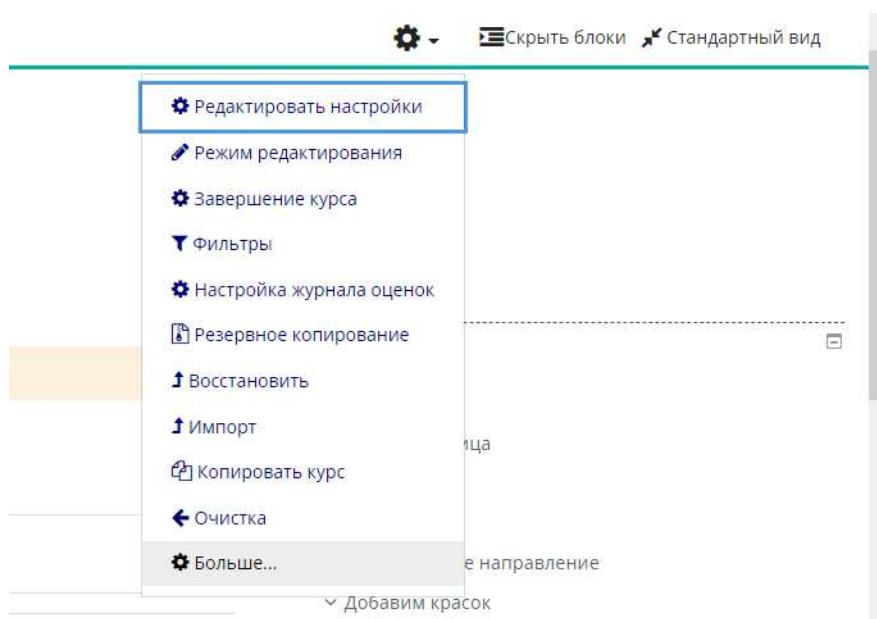 Скрыть блоки Стандартный вид
Редактировать настройки
Режим редактирования
Завершение курса
Фильтры
Настройка журнала оценок
Резервное копирование
Восстановить
Импорт
ица
Копировать курс
Очистка
Больше...
е направление
Добавим красок